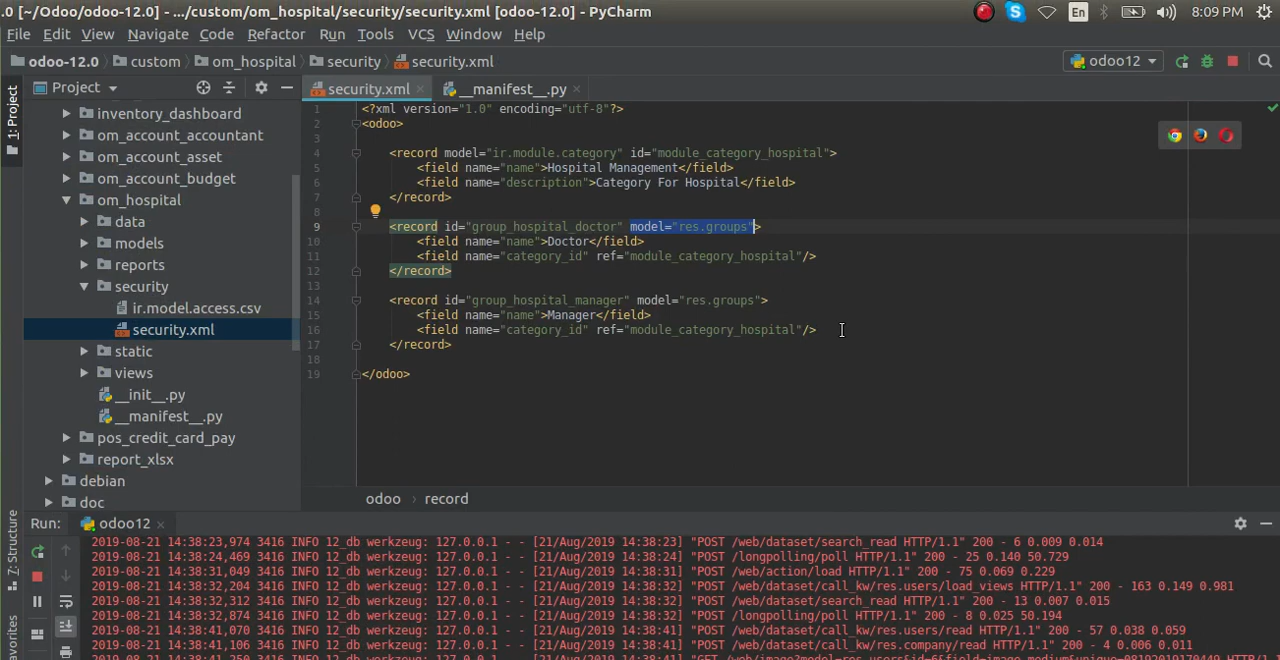 .0 [~/Odoo/odoo-12.0] - .../custom/om_hospital/security/security.xml [odoo-12.0] - PyCharm
En
8:09 PM
File Edit View Navigate Code Refactor Run Tools VCS Window Help
odoo-12.0 custom om_hospital security security.xml
odoo12
Project
security.xml
__manifest__.py
1: Project
inventory_dashboard
om_account_accountant
om_account_asset
om_account_budget
om_hospital
data
models
reports
security
ir.model.access.csv
security.xml
static
views
__init__.py
__manifest__.py
pos_credit_card_pay
report_xlsx
debian
doc
1 <?xml version="1.0" encoding="utf-8"?>
2 <odoo>
3
4 <record model="ir.module.category" id="module_category_hospital">
5 <field name="name">Hospital Management</field>
6 <field name="description">Category For Hospital</field>
7 </record>
8
9 <record id="group_hospital_doctor" model="res.groups">
10 <field name="name">Doctor</field>
11 <field name="category_id" ref="module_category_hospital"/>
12 </record>
13
14 <record id="group_hospital_manager" model="res.groups">
15 <field name="name">Manager</field>
16 <field name="category_id" ref="module_category_hospital"/>
17 </record>
18
19 </odoo>
odoo › record
Run: odoo12
7: Structure
avorites
2019-08-21 14:38:23,974 3416 INFO 12_db werkzeug: 127.0.0.1 - - [21/Aug/2019 14:38:23] "POST /web/dataset/search_read HTTP/1.1" 200 - 6 0.009 0.014
2019-08-21 14:38:24,469 3416 INFO 12_db werkzeug: 127.0.0.1 - - [21/Aug/2019 14:38:24] "POST /longpolling/poll HTTP/1.1" 200 - 25 0.140 50.729
2019-08-21 14:38:31,049 3416 INFO 12_db werkzeug: 127.0.0.1 - - [21/Aug/2019 14:38:31] "POST /web/action/load HTTP/1.1" 200 - 75 0.069 0.229
2019-08-21 14:38:32,204 3416 INFO 12_db werkzeug: 127.0.0.1 - - [21/Aug/2019 14:38:32] "POST /web/dataset/call_kw/res.users/load_views HTTP/1.1" 200 - 163 0.149 0.981
2019-08-21 14:38:32,312 3416 INFO 12_db werkzeug: 127.0.0.1 - - [21/Aug/2019 14:38:32] "POST /web/dataset/search_read HTTP/1.1" 200 - 13 0.007 0.015
2019-08-21 14:38:32,874 3416 INFO 12_db werkzeug: 127.0.0.1 - - [21/Aug/2019 14:38:32] "POST /longpolling/poll HTTP/1.1" 200 - 8 0.025 50.194
2019-08-21 14:38:41,070 3416 INFO 12_db werkzeug: 127.0.0.1 - - [21/Aug/2019 14:38:41] "POST /web/dataset/call_kw/res.users/read HTTP/1.1" 200 - 57 0.038 0.059
2019-08-21 14:38:41,095 3416 INFO 12_db werkzeug: 127.0.0.1 - - [21/Aug/2019 14:38:41] "POST /web/dataset/call_kw/res.company/read HTTP/1.1" 200 - 4 0.006 0.011